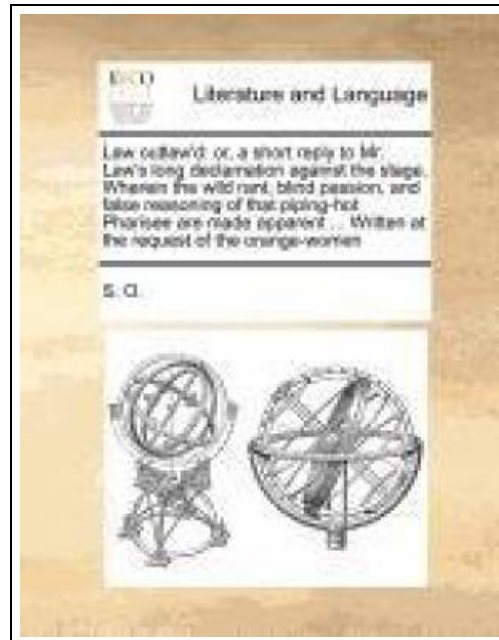 ECCO
Literature and Language
Law outlaw'd: or, a short reply to Mr.
Law's long declamation against the stage.
Wherein the wild rant, blind passion, and
false reasoning of that piping-hot
Pharisee are made apparent ... Written at
the request of the orange-women
S. O.